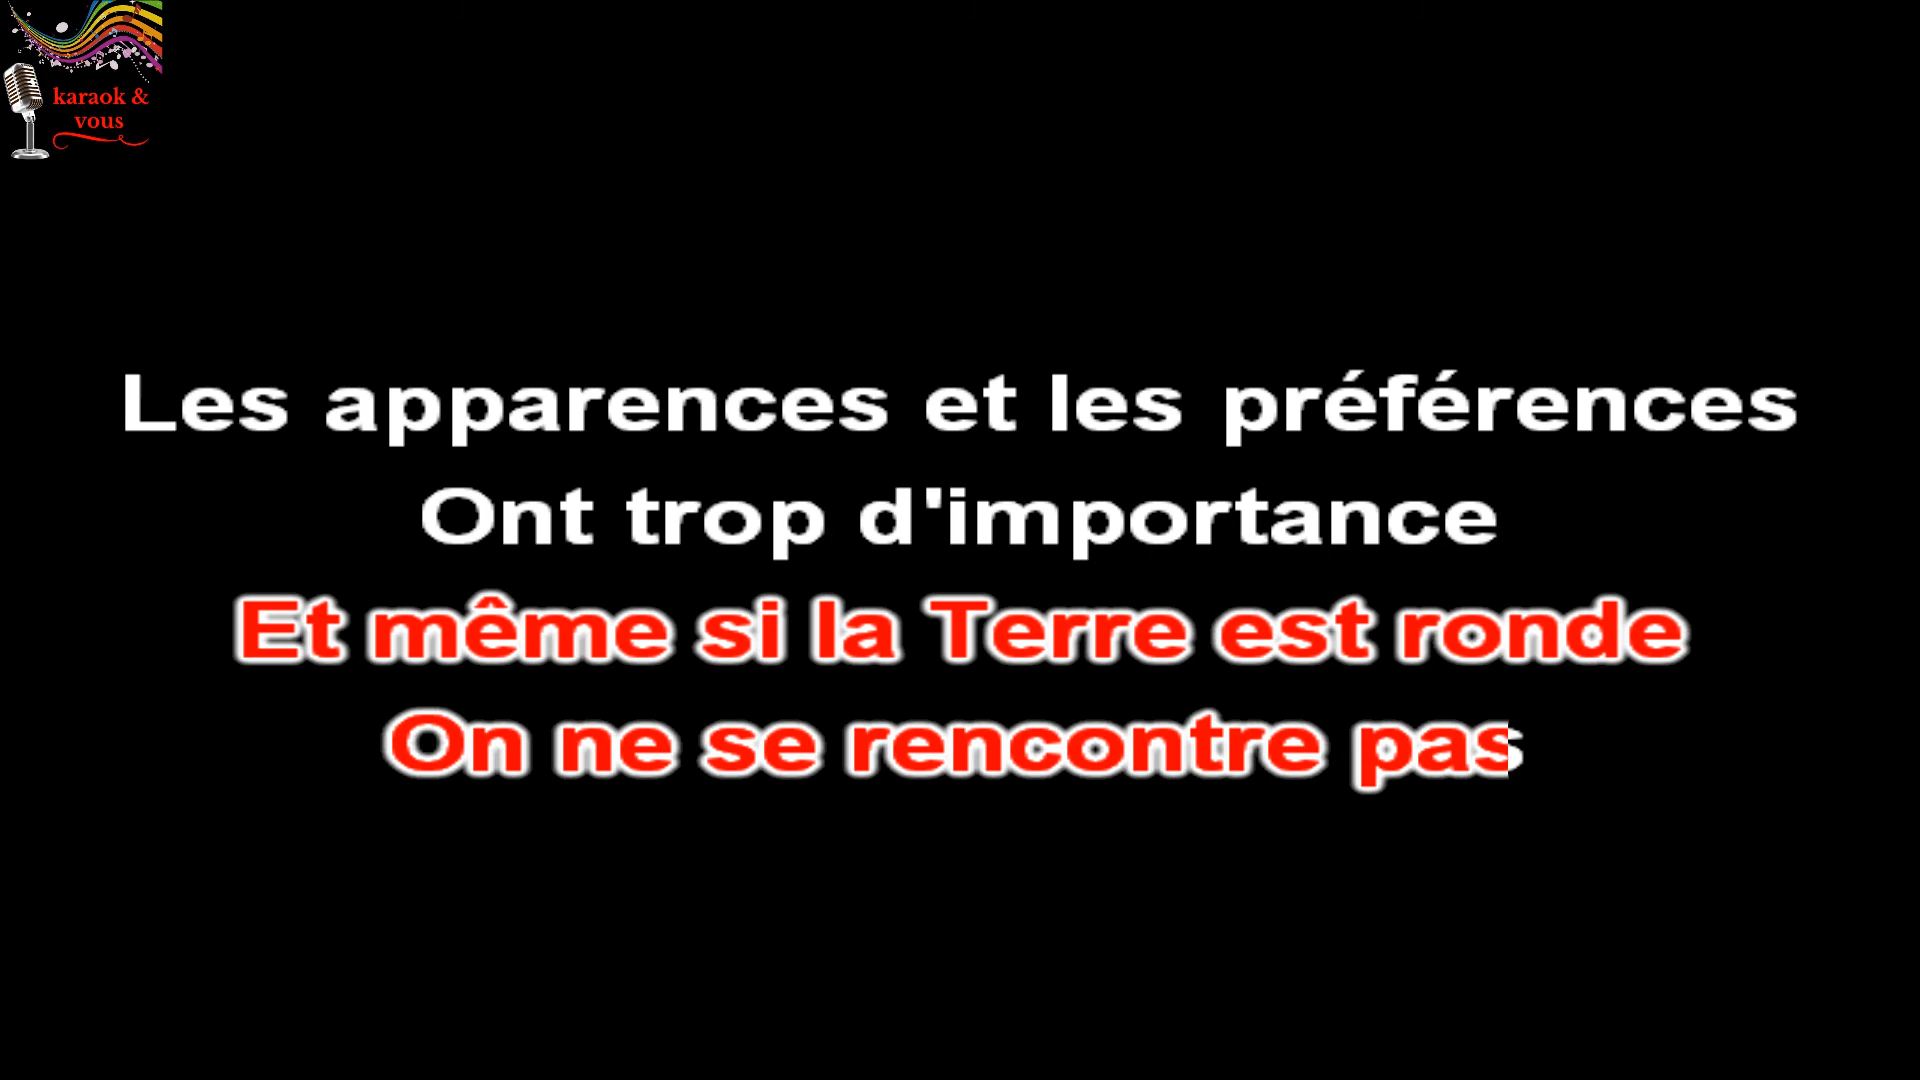 karaok &
vous
Les apparences et les préférences
Ont trop d'importance
Et même si la Terre est ronde
On ne se rencontre pas